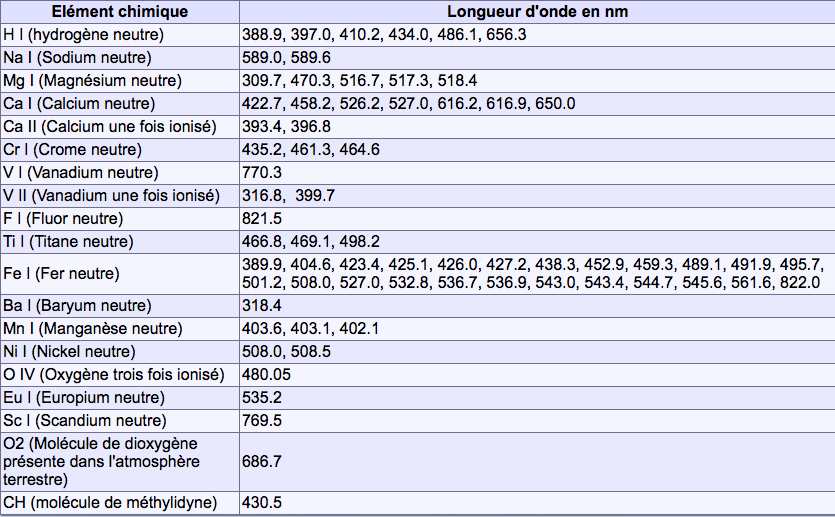 Elément chimique Longueur d'onde en nm
H I (hydrogène neutre) 388.9, 397.0, 410.2, 434.0, 486.1, 656.3
Na I (Sodium neutre) 589.0, 589.6
Mg I (Magnésium neutre) 309.7, 470.3, 516.7, 517.3, 518.4
Ca I (Calcium neutre) 422.7, 458.2, 526.2, 527.0, 616.2, 616.9, 650.0
Ca II (Calcium une fois ionisé) 393.4, 396.8
Cr I (Crome neutre) 435.2, 461.3, 464.6
V I (Vanadium neutre) 770.3
V II (Vanadium une fois ionisé) 316.8, 399.7
F I (Fluor neutre) 821.5
Ti I (Titane neutre) 466.8, 469.1, 498.2
Fe I (Fer neutre) 389.9, 404.6, 423.4, 425.1, 426.0, 427.2, 438.3, 452.9, 459.3, 489.1, 491.9, 495.7,
501.2, 508.0, 527.0, 532.8, 536.7, 536.9, 543.0, 543.4, 544.7, 545.6, 561.6, 822.0
Ba I (Baryum neutre) 318.4
Mn I (Manganèse neutre) 403.6, 403.1, 402.1
Ni I (Nickel neutre) 508.0, 508.5
O IV (Oxygène trois fois ionisé) 480.05
Eu I (Europium neutre) 535.2
Sc I (Scandium neutre) 769.5
O2 (Molécule de dioxygène
présente dans l'atmosphère
terrestre)
686.7
CH (molécule de méthylidyne) 430.5